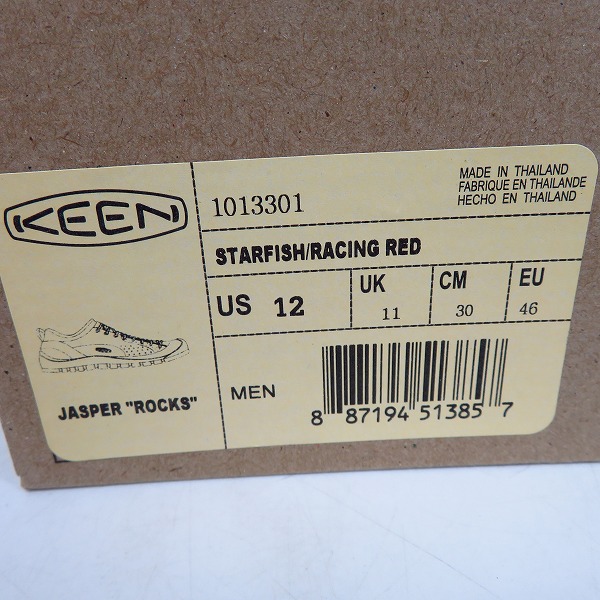 KEEN
JASPER "ROCKS"
1013301
MADE IN THAILAND
FABRIQUE EN THAILANDE
HECHO EN THAILAND
STARFISH/RACING RED
US 12
UK 11
CM 30
EU 46
MEN
8 87194 51385 7